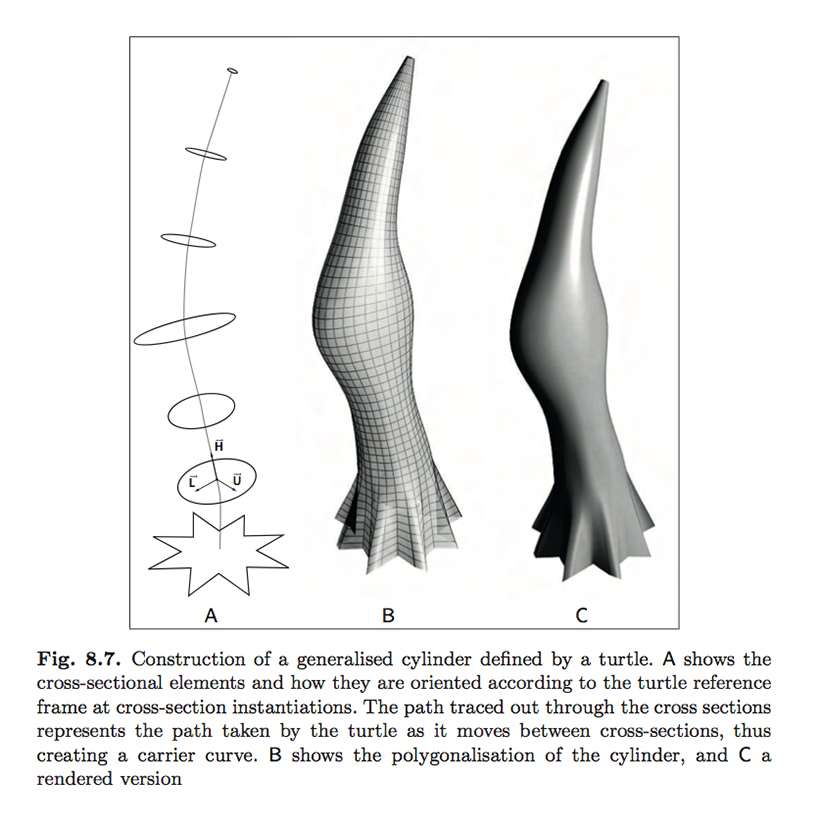 H
L
U
A B C
Fig. 8.7. Construction of a generalised cylinder defined by a turtle. A shows the
cross-sectional elements and how they are oriented according to the turtle reference
frame at cross-section instantiations. The path traced out through the cross sections
represents the path taken by the turtle as it moves between cross-sections, thus
creating a carrier curve. B shows the polygonalisation of the cylinder, and C a
rendered version